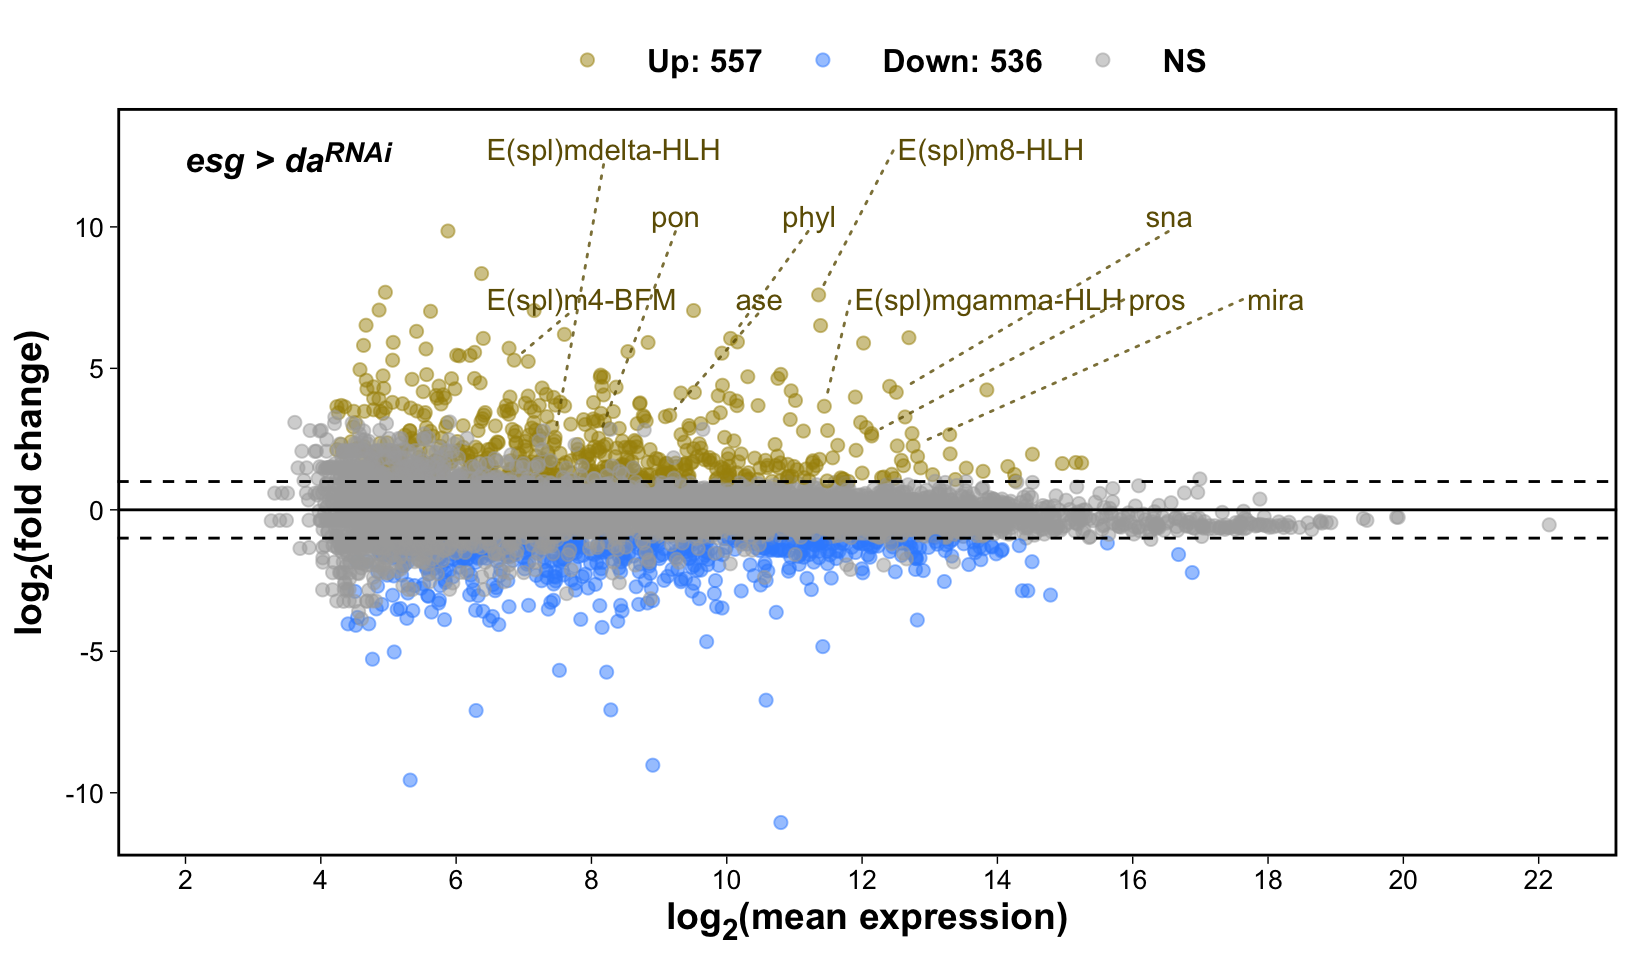 Up: 557 Down: 536 NS
esg > daRNAi
E(spl)mdelta-HLH E(spl)m8-HLH
pon phyl sna
E(spl)m4-BFM ase E(spl)mgamma-HLH pros mira
10
5
0
-5
-10
log2(fold change)
2 4 6 8 10 12 14 16 18 20 22
log2(mean expression)